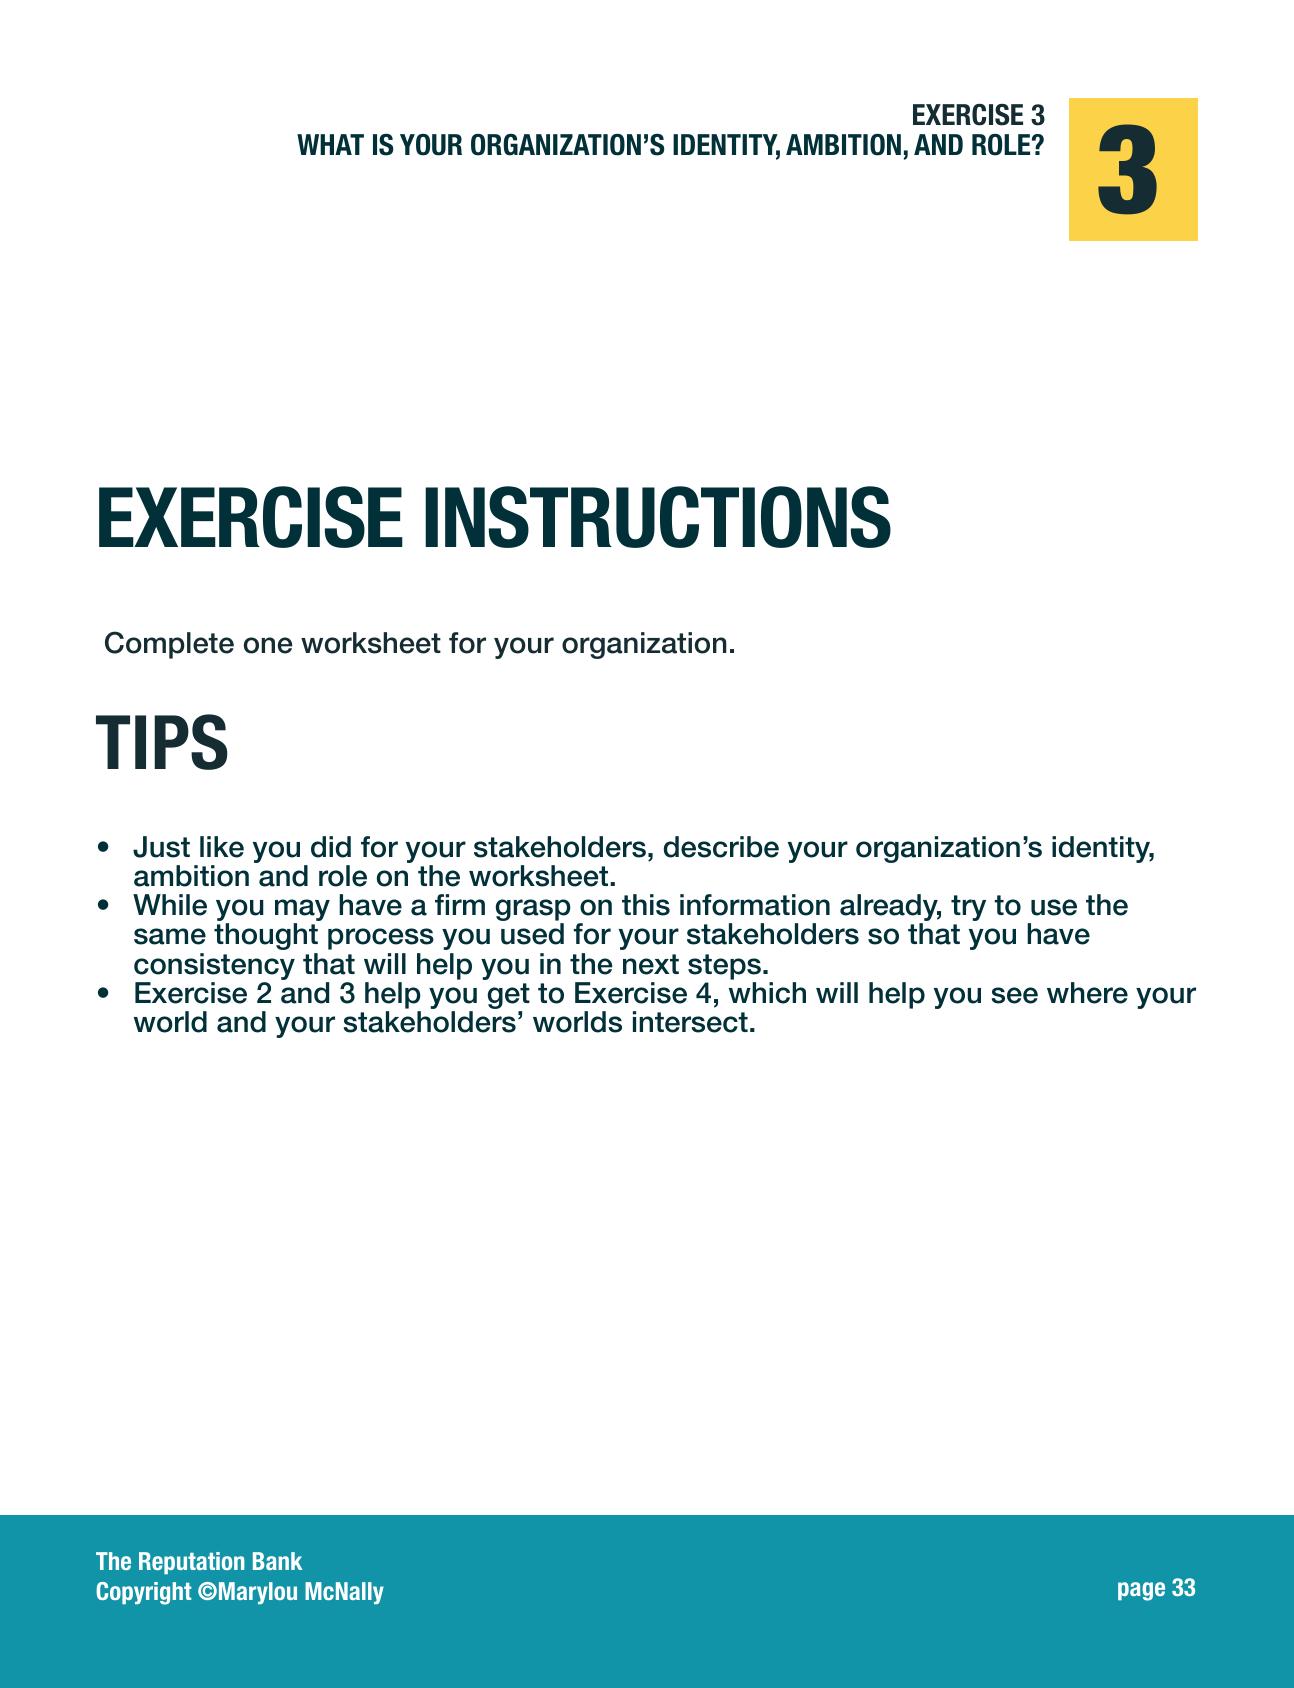 EXERCISE 3
WHAT IS YOUR ORGANIZATION’S IDENTITY, AMBITION, AND ROLE?
3
EXERCISE INSTRUCTIONS
Complete one worksheet for your organization.
TIPS
• Just like you did for your stakeholders, describe your organization’s identity,
ambition and role on the worksheet.
• While you may have a firm grasp on this information already, try to use the
same thought process you used for your stakeholders so that you have
consistency that will help you in the next steps.
• Exercise 2 and 3 help you get to Exercise 4, which will help you see where your
world and your stakeholders’ worlds intersect.
The Reputation Bank
Copyright ©Marylou McNally
page 33